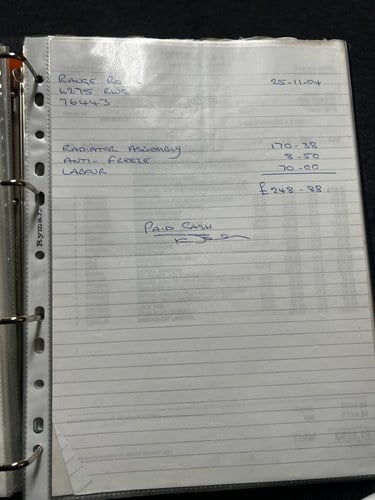 RANGE RO
L275 RWS
76443
25-11-04
RADIATOR ASSEMBLY 170-38
ANTI-FREEZE 8-50
LABOUR 70-00
£248-88
PAID CASH
Ryman